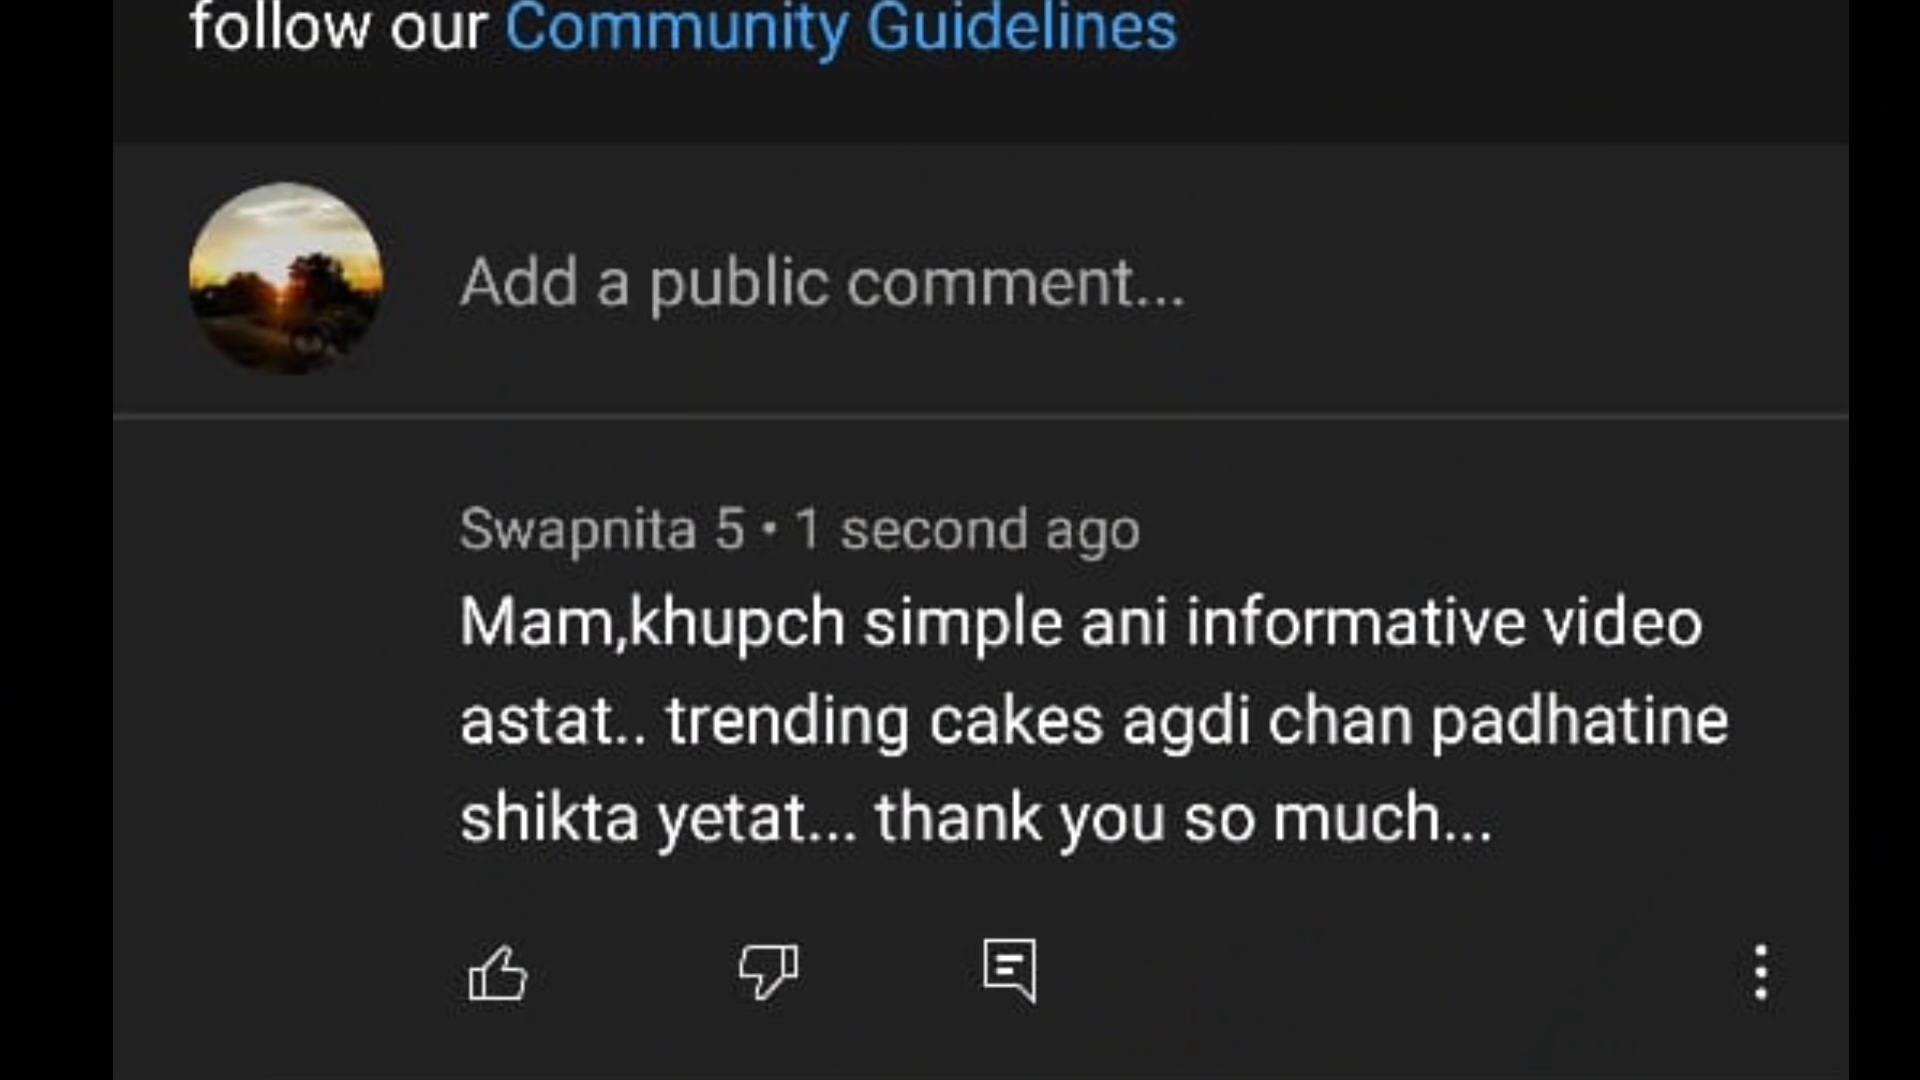 follow our Community Guidelines
Add a public comment...
Swapnita 5 • 1 second ago
Mam,khupch simple ani informative video
astat.. trending cakes agdi chan padhatine
shikta yetat... thank you so much...